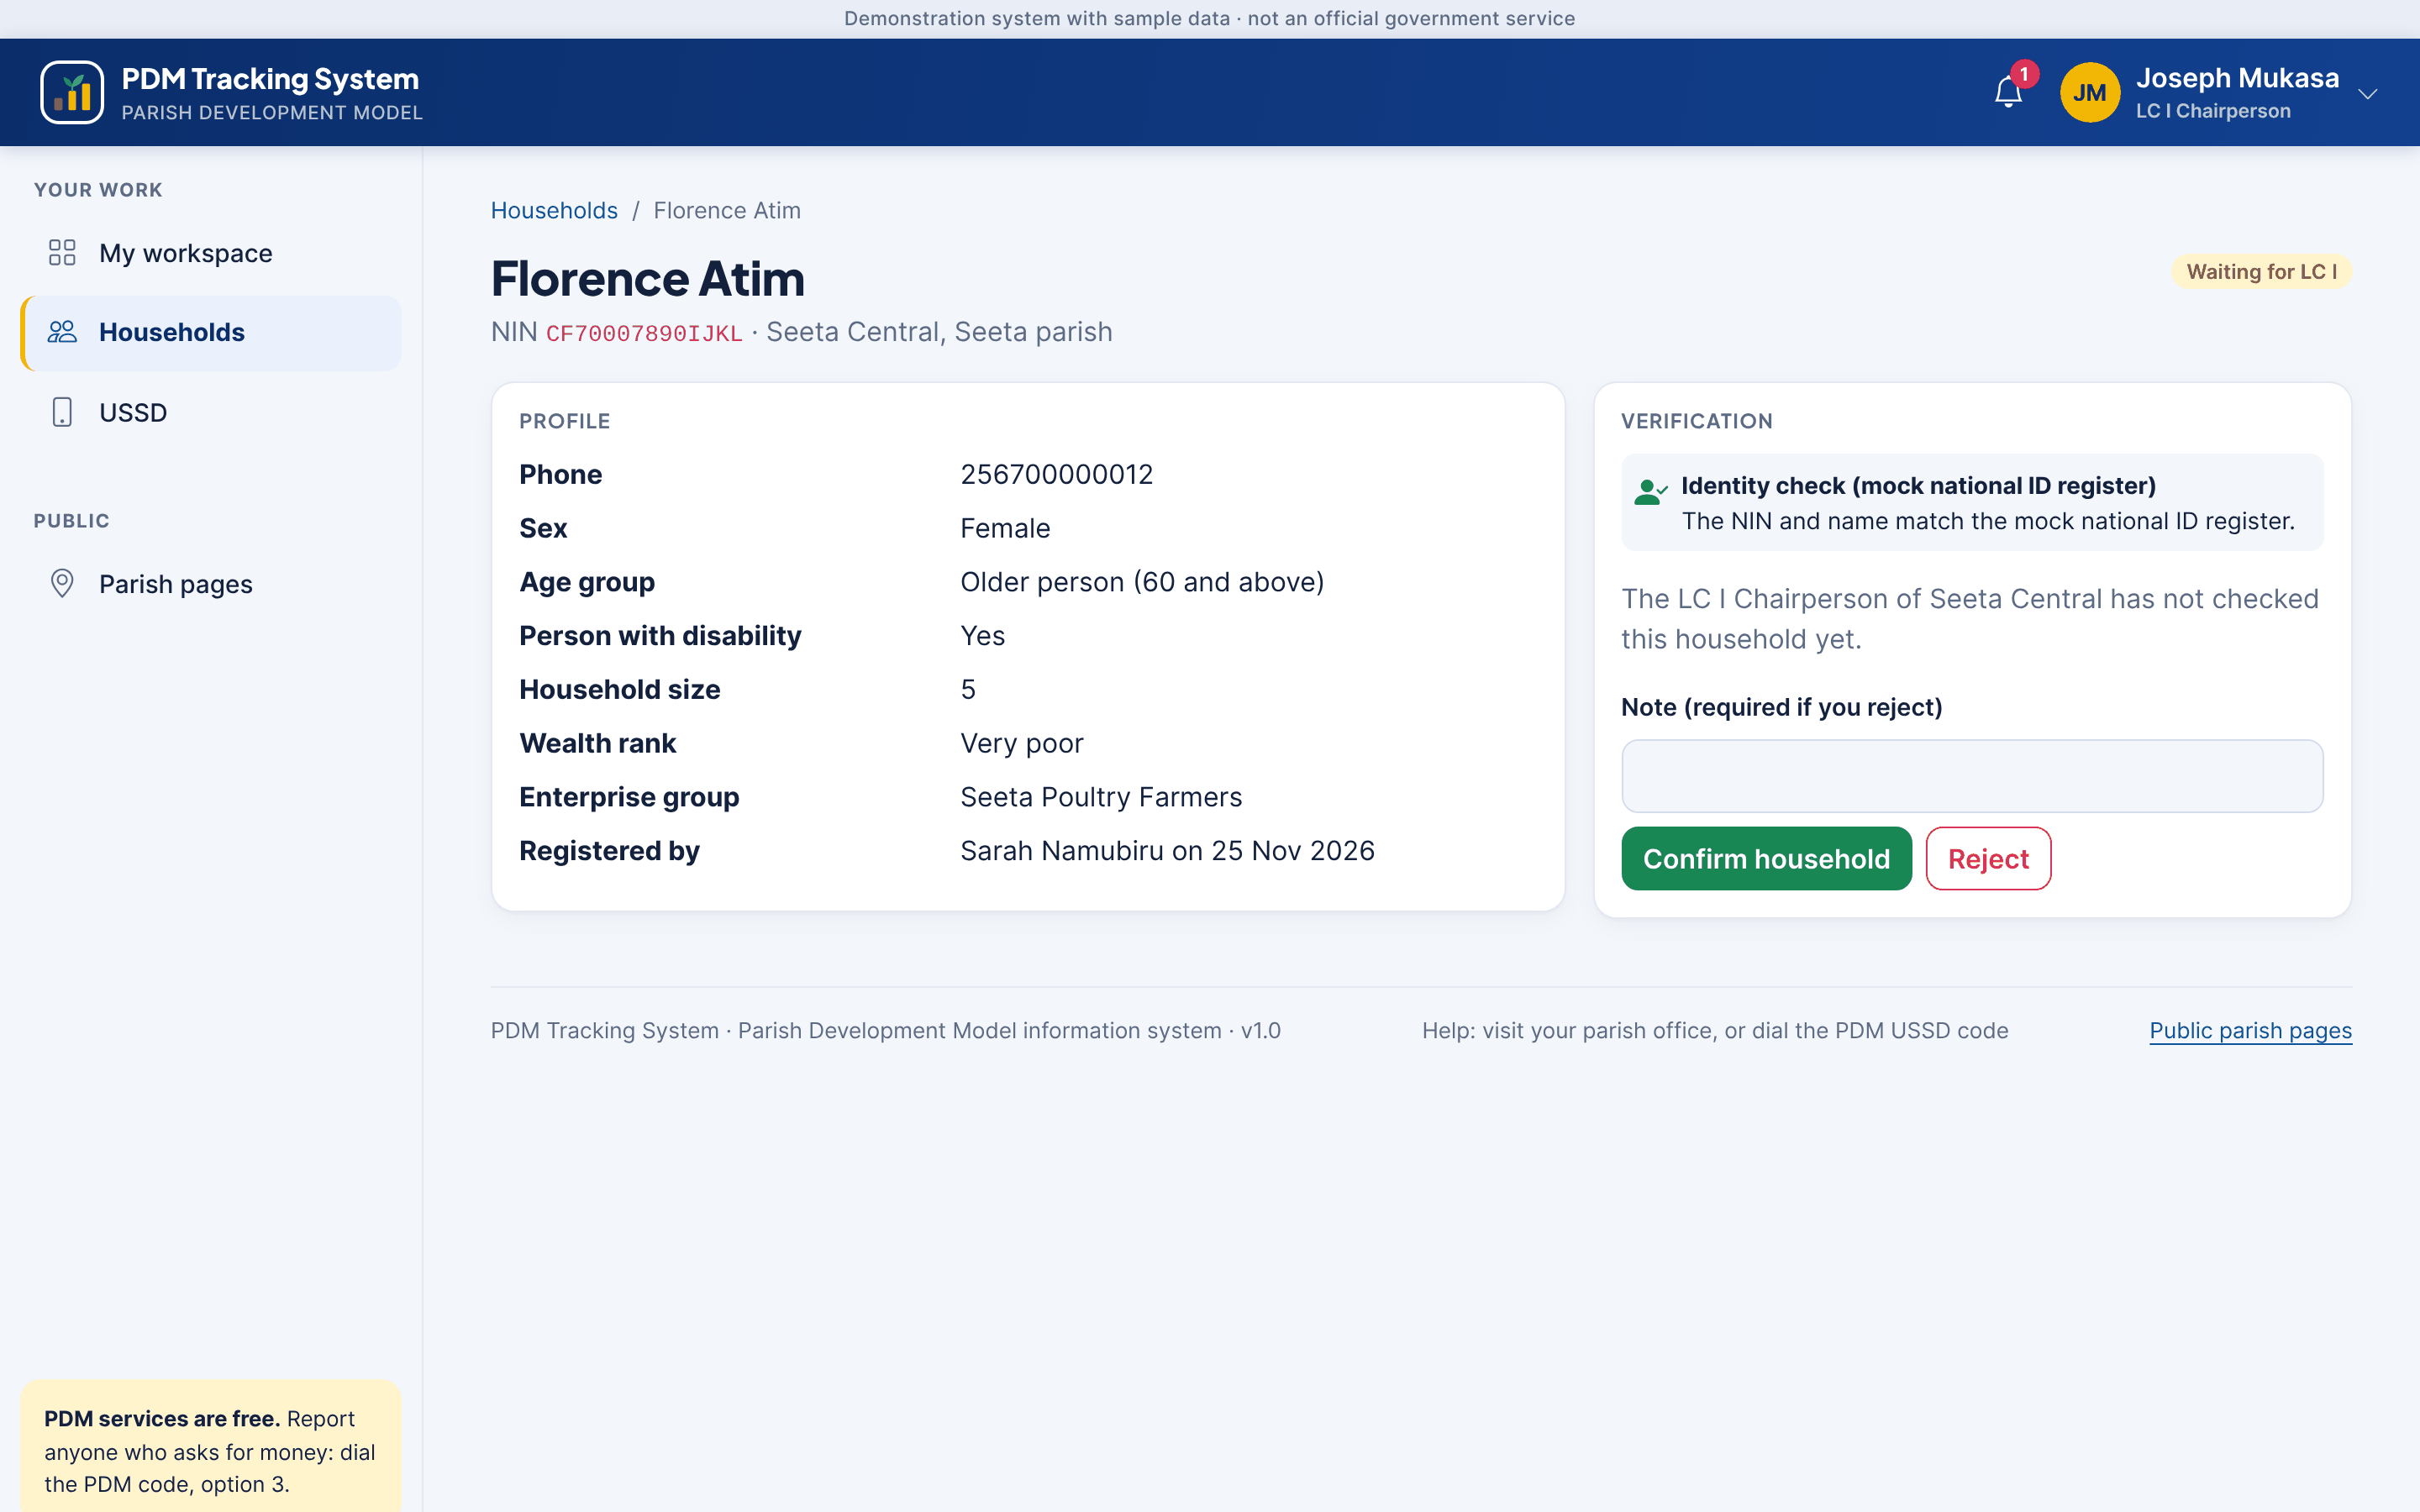 Demonstration system with sample data · not an official government service
PDM Tracking System
PARISH DEVELOPMENT MODEL
1
JM
Joseph Mukasa
LC I Chairperson
YOUR WORK
My workspace
Households
USSD
PUBLIC
Parish pages
PDM services are free. Report
anyone who asks for money: dial
the PDM code, option 3.
Households / Florence Atim
Florence Atim
Waiting for LC I
NIN CF70007890IJKL · Seeta Central, Seeta parish
PROFILE
Phone 256700000012
Sex Female
Age group Older person (60 and above)
Person with disability Yes
Household size 5
Wealth rank Very poor
Enterprise group Seeta Poultry Farmers
Registered by Sarah Namubiru on 25 Nov 2026
VERIFICATION
Identity check (mock national ID register)
The NIN and name match the mock national ID register.
The LC I Chairperson of Seeta Central has not checked
this household yet.
Note (required if you reject)
Confirm household
Reject
PDM Tracking System · Parish Development Model information system · v1.0
Help: visit your parish office, or dial the PDM USSD code
Public parish pages